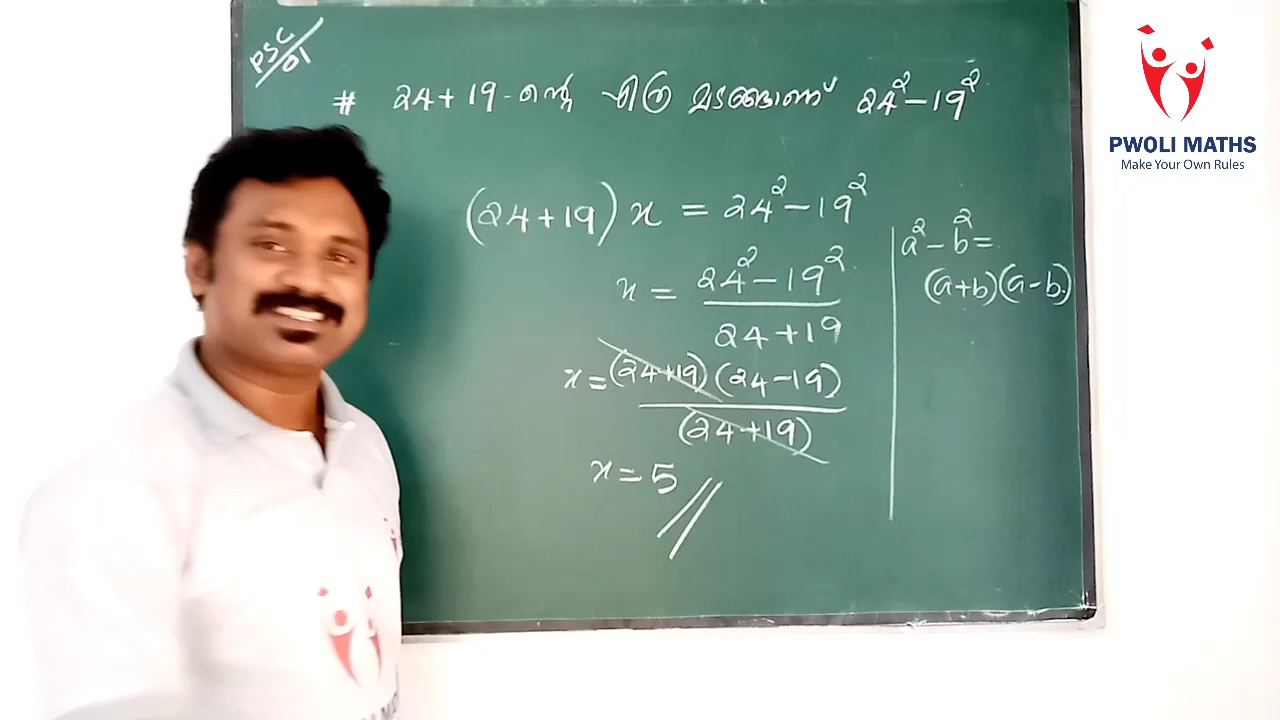 PSC/01
# 24+19-ന്റെ എത്ര മടങ്ങാണ് 24²-19²
(24+19) x = 24²-19²
x = 24²-19² / 24+19
x = (24+19)(24-19) / (24+19)
x = 5 //
a²-b² =
(a+b)(a-b)
PWOLI MATHS
Make Your Own Rules